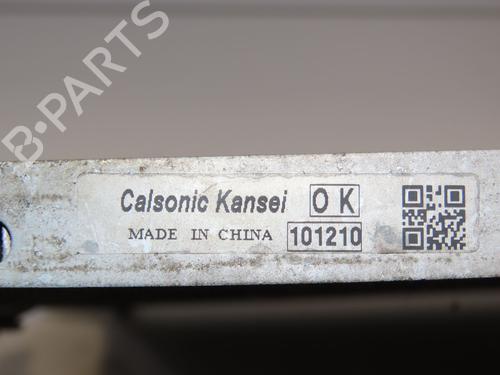 B-PARTS
Calsonic Kansei OK
MADE IN CHINA 101210